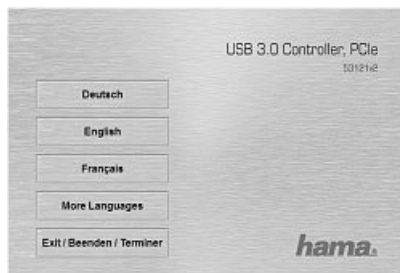 USB 3.0 Controller, PCIe
53121v2
Deutsch
English
Français
More Languages
Exit / Beenden / Terminer
hama.